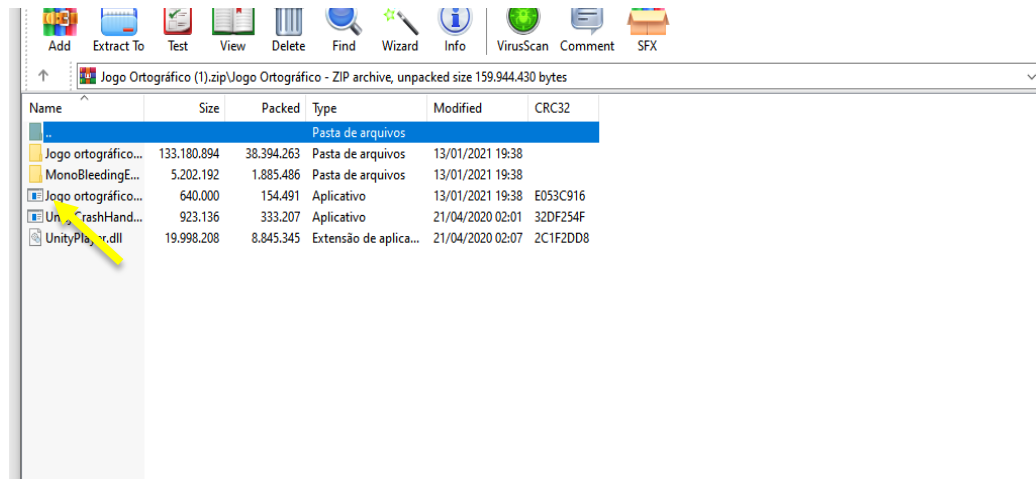 Add Extract To Test View Delete Find Wizard Info VirusScan Comment SFX
Jogo Ortográfico (1).zip\Jogo Ortográfico - ZIP archive, unpacked size 159.944.430 bytes
Name Size Packed Type Modified CRC32
.. Pasta de arquivos
Jogo ortográfico... 133.180.894 38.394.263 Pasta de arquivos 13/01/2021 19:38
MonoBleedingE... 5.202.192 1.885.486 Pasta de arquivos 13/01/2021 19:38
Jogo ortográfico... 640.000 154.491 Aplicativo 13/01/2021 19:38 E053C916
UnityCrashHand... 923.136 333.207 Aplicativo 21/04/2020 02:01 32DF254F
UnityPlayer.dll 19.998.208 8.845.345 Extensão de aplica... 21/04/2020 02:07 2C1F2DD8